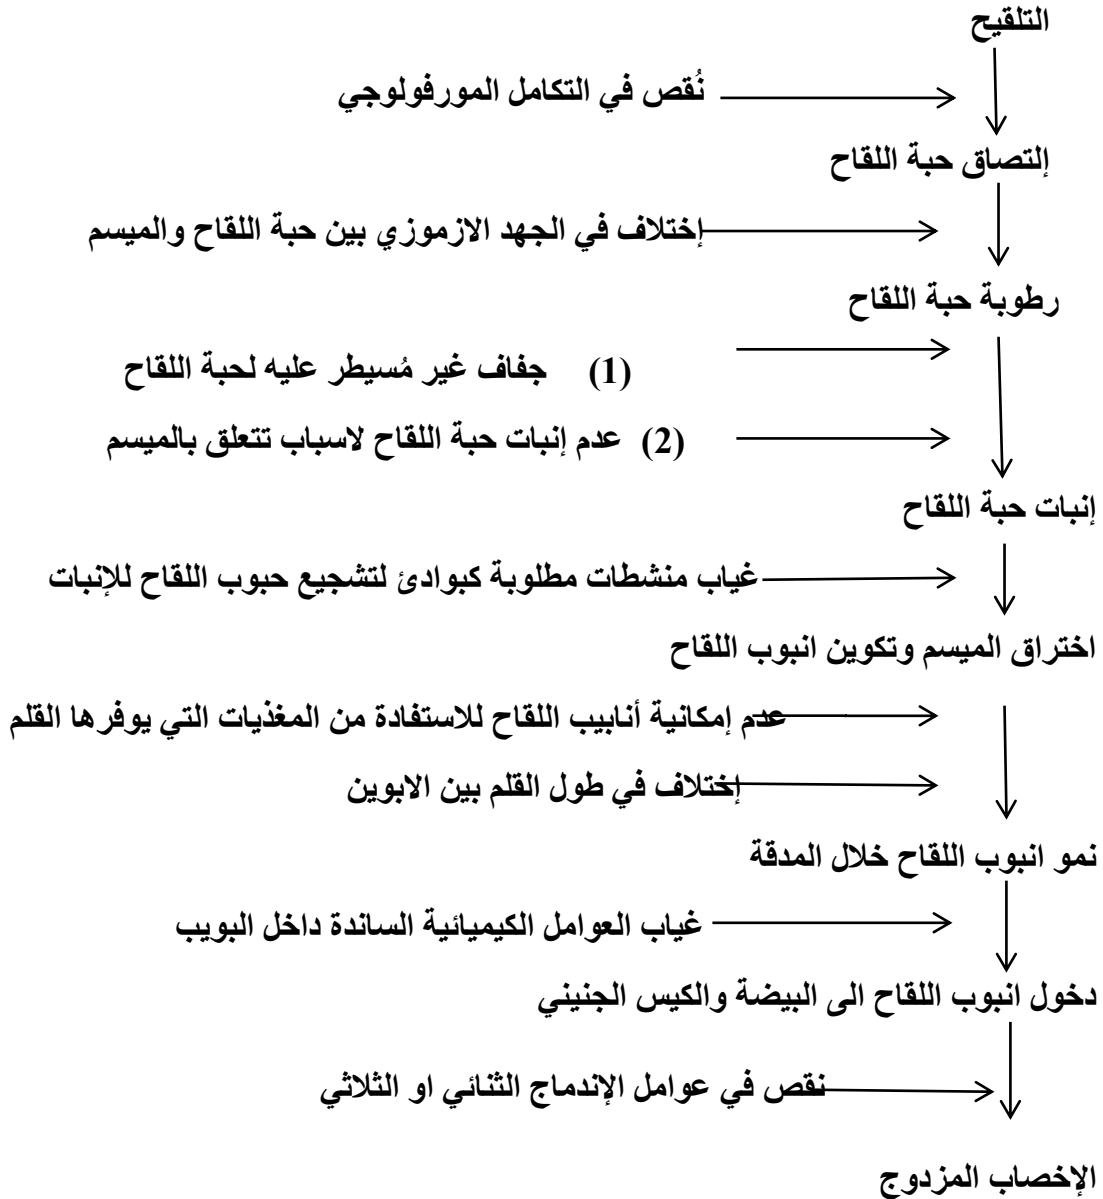 التلقيح
نُقص في التكامل المورفولوجي
إلتصاق حبة اللقاح
إختلاف في الجهد الازموزي بين حبة اللقاح والميسم
رطوبة حبة اللقاح
(1) جفاف غير مُسيطر عليه لحبة اللقاح
(2) عدم إنبات حبة اللقاح لاسباب تتعلق بالميسم
إنبات حبة اللقاح
غياب منشطات مطلوبة كبوادئ لتشجيع حبوب اللقاح للإنبات
اختراق الميسم وتكوين انبوب اللقاح
عدم إمكانية أنابيب اللقاح للاستفادة من المغذيات التي يوفرها القلم
إختلاف في طول القلم بين الابوين
نمو انبوب اللقاح خلال المدقة
غياب العوامل الكيميائية الساندة داخل البويب
دخول انبوب اللقاح الى البيضة والكيس الجنيني
نقص في عوامل الإندماج الثنائي او الثلاثي
الإخصاب المزدوج